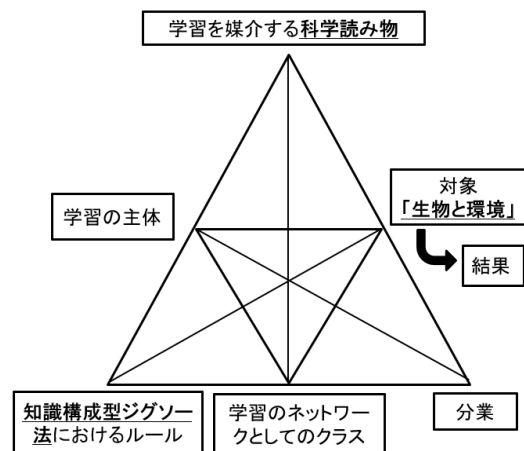 学習を媒介する科学読み物
対象
「生物と環境」
学習の主体
結果
知識構成型ジグソー
法におけるルール
学習のネットワー
クとしてのクラス
分業